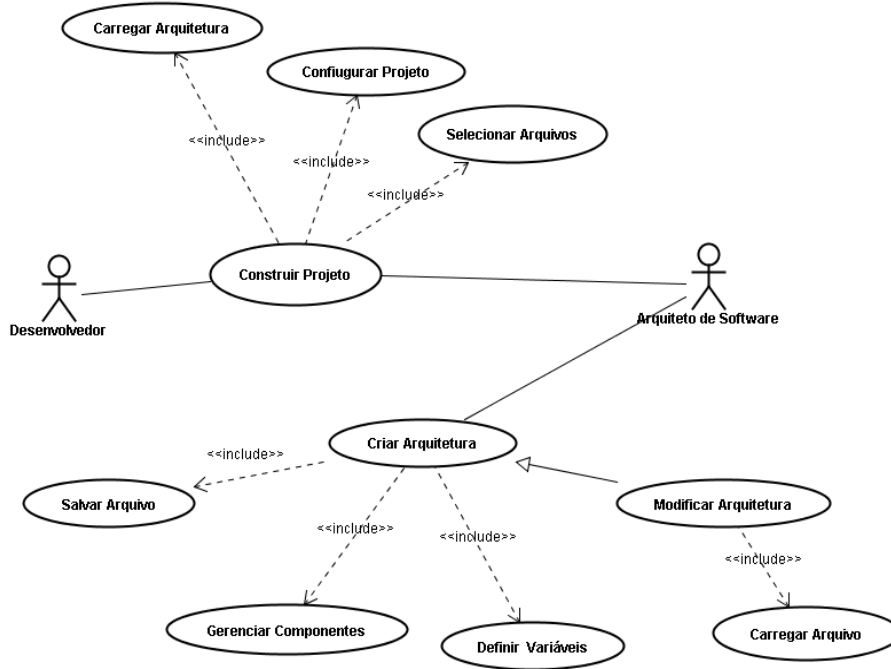 Carregar Arquitetura
Confiugurar Projeto
Selecionar Arquivos
<<include>>
<<include>>
<<include>>
Construir Projeto
Desenvolvedor
Arquiteto de Software
Criar Arquitetura
<<include>>
Salvar Arquivo
Modificar Arquitetura
<<include>>
<<include>>
<<include>>
Gerenciar Componentes
Definir Variáveis
Carregar Arquivo